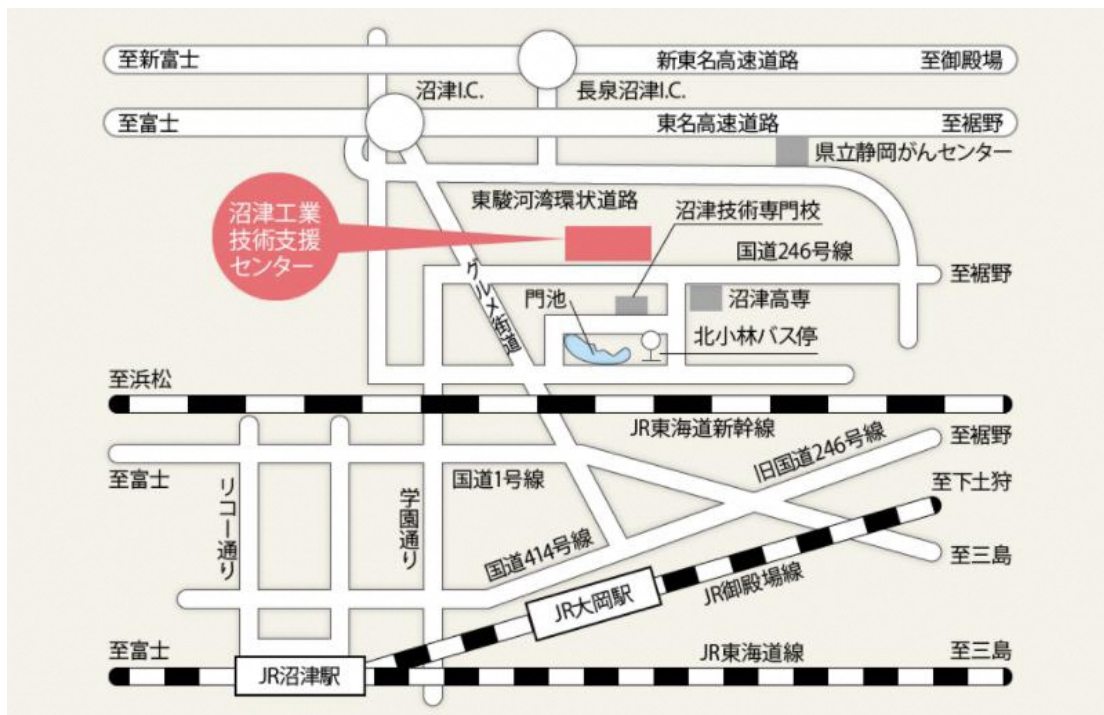 至新富士
新東名高速道路
至御殿場
沼津I.C.
長泉沼津I.C.
至富士
東名高速道路
至裾野
県立静岡がんセンター
東駿河湾環状道路
沼津工業
技術支援
センター
沼津技術専門校
国道246号線
至裾野
グルメ街道
門池
沼津高専
北小林バス停
至浜松
JR東海道新幹線
至富士
国道1号線
旧国道246号線
至裾野
至下土狩
リコー通り
学園通り
国道414号線
至三島
JR大岡駅
JR御殿場線
至富士
JR沼津駅
JR東海道線
至三島